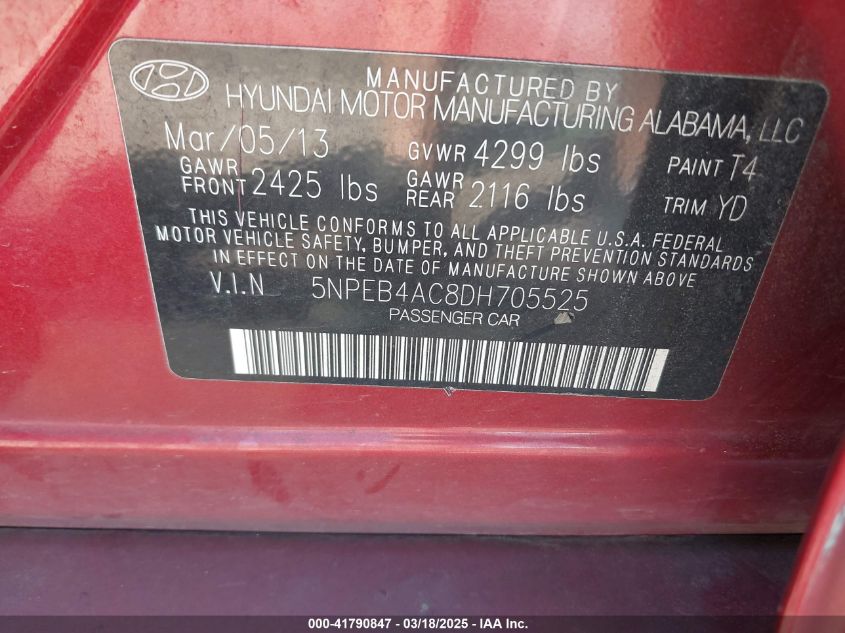 MANUFACTURED BY
HYUNDAI MOTOR MANUFACTURING ALABAMA, LLC
Mar/05/13 GVWR 4299 lbs PAINT T4
GAWR FRONT 2425 lbs GAWR REAR 2116 lbs TRIM YD
THIS VEHICLE CONFORMS TO ALL APPLICABLE U.S.A. FEDERAL
MOTOR VEHICLE SAFETY, BUMPER, AND THEFT PREVENTION STANDARDS
IN EFFECT ON THE DATE OF MANUFACTURE SHOWN ABOVE
V.I.N 5NPEB4AC8DH705525
PASSENGER CAR
000-41790847 - 03/18/2025 - IAA Inc.